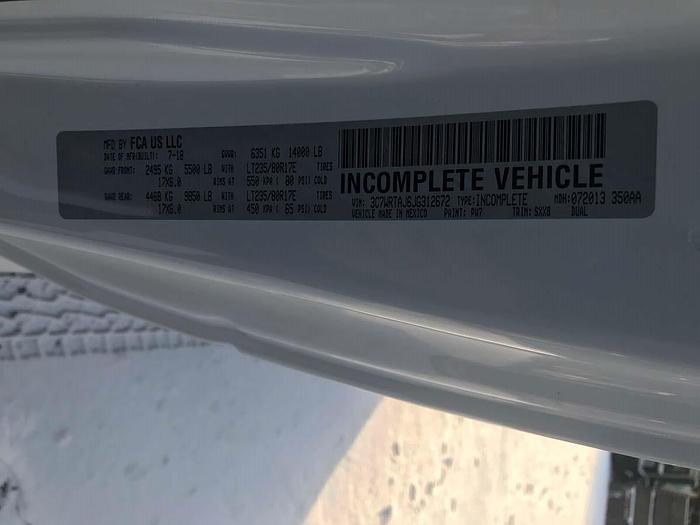 MFD BY FCA US LLC
DATE OF MFR(BUILT): 7-18 GVWR: 6351 KG 14000 LB
GAWR FRONT: 2495 KG 5500 LB WITH LT235/80R17E TIRES
17X6.0 RIMS AT 550 KPA( 80 PSI) COLD
GAWR REAR: 4468 KG 9850 LB WITH LT235/80R17E TIRES
17X6.0 RIMS AT 450 KPA( 65 PSI) COLD
INCOMPLETE VEHICLE
VIN: 3C7WRTAJ6JG312672 TYPE:INCOMPLETE MDH:072013 350AA
VEHICLE MADE IN MEXICO PAINT: PW7 TRIM: SXX8 DUAL